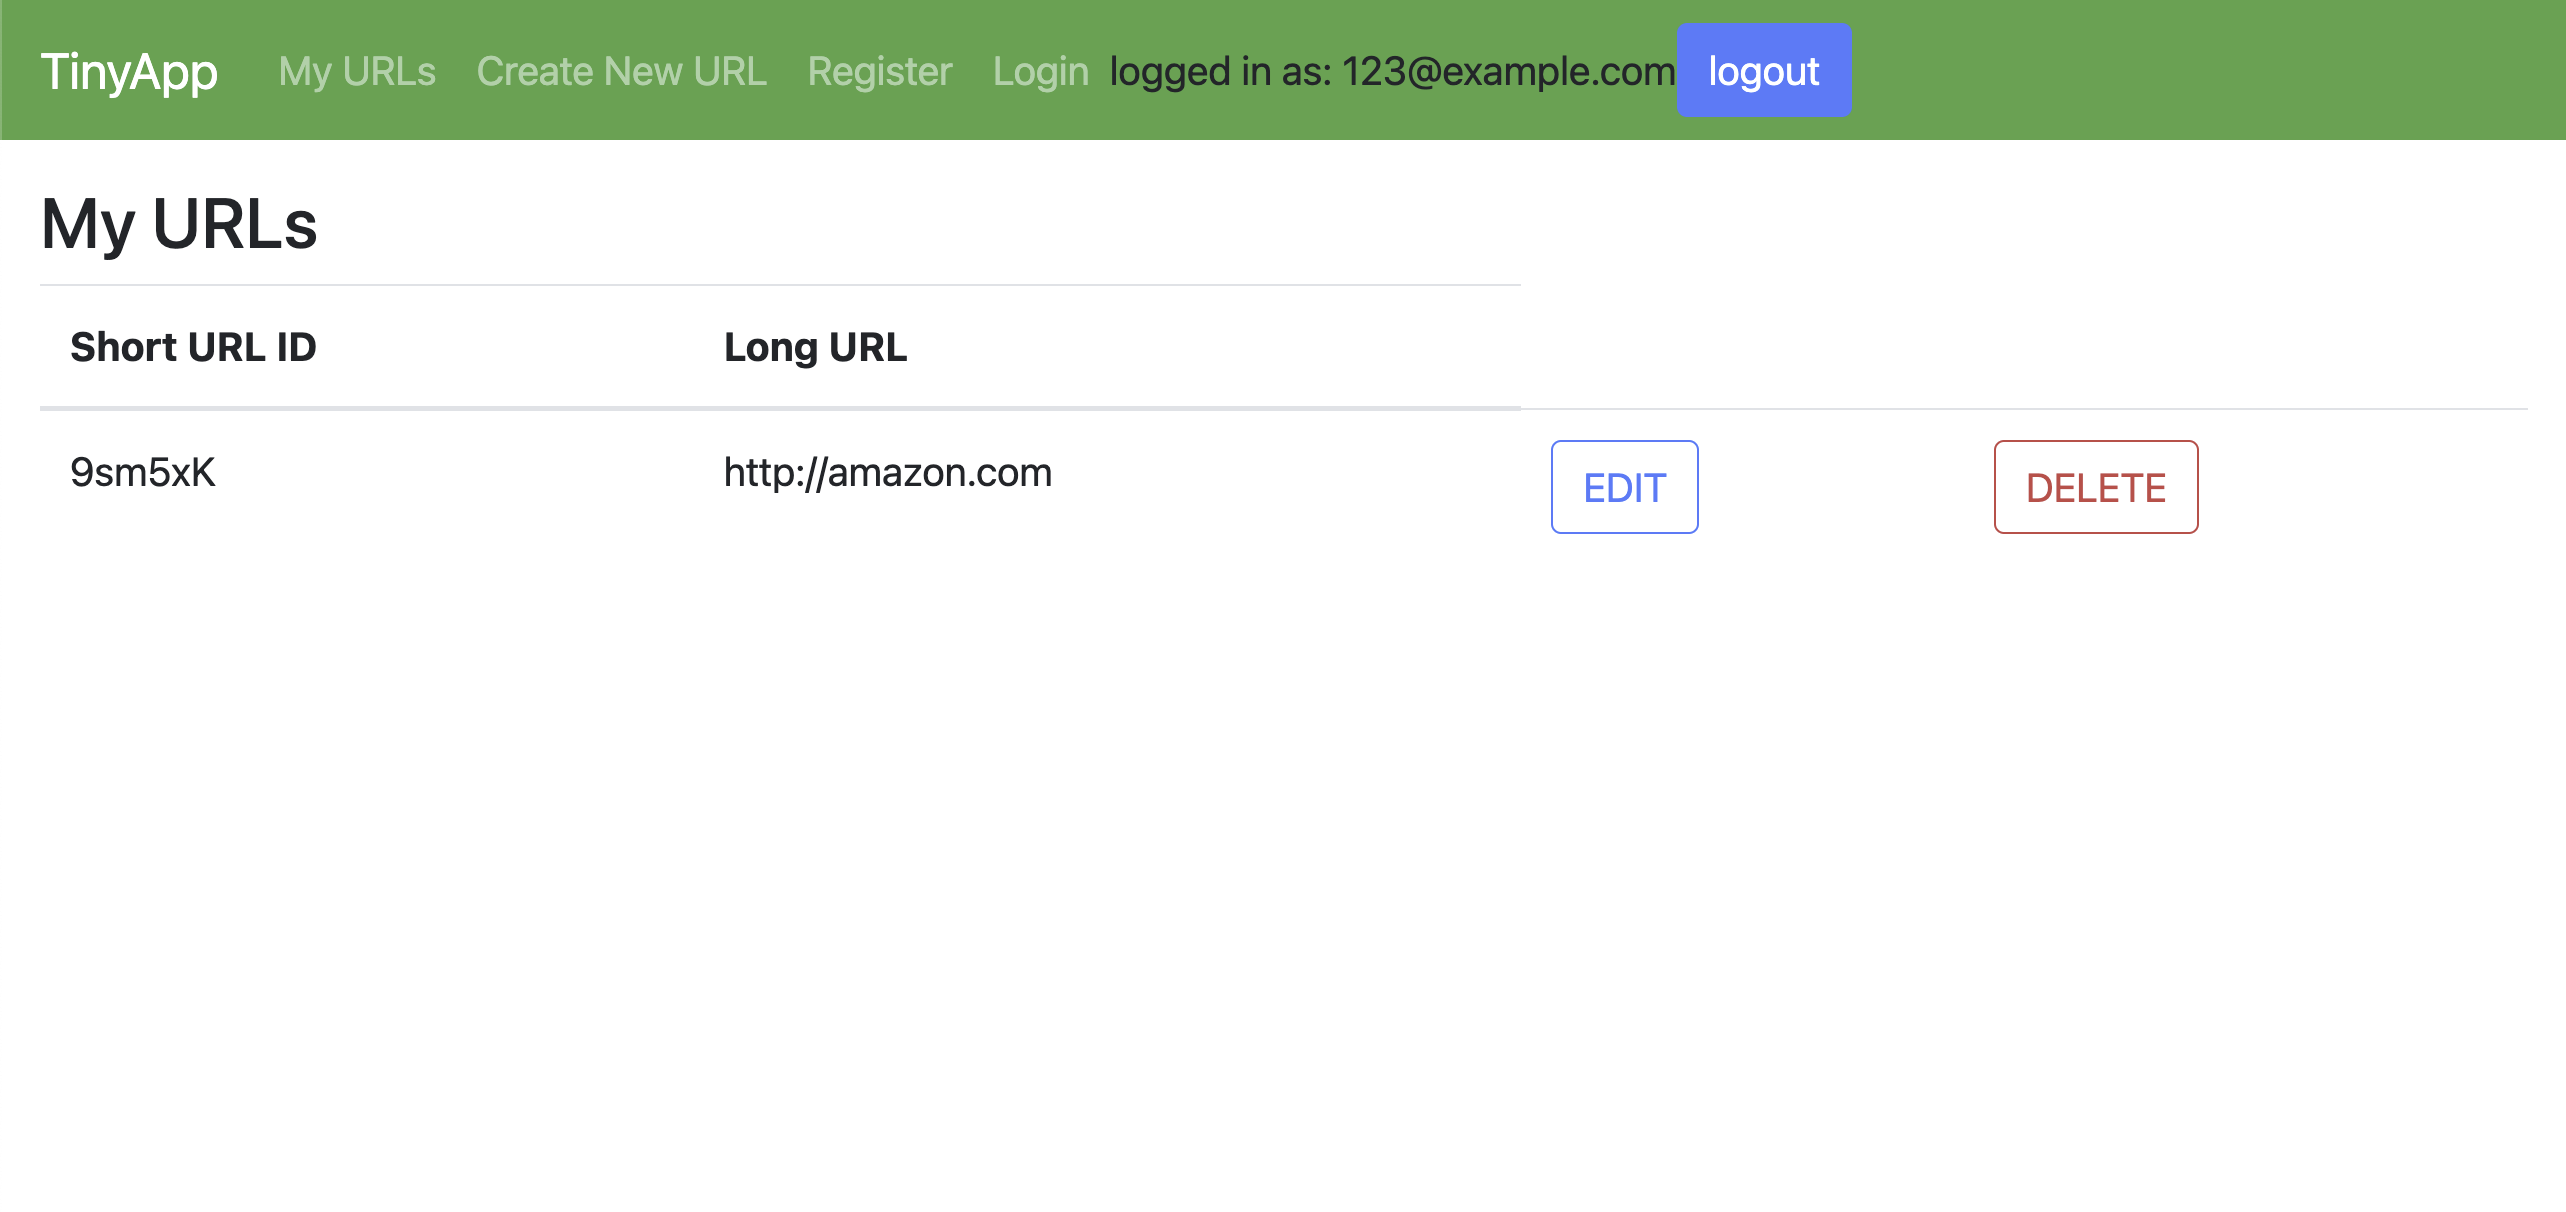 TinyApp My URLs Create New URL Register Login logged in as: 123@example.com logout
My URLs
Short URL ID Long URL
9sm5xK http://amazon.com EDIT DELETE